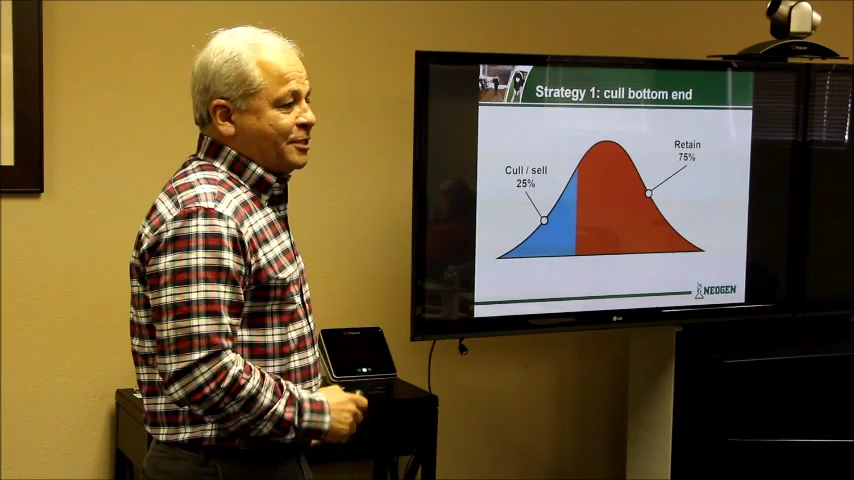 Strategy 1: cull bottom end
Retain
75%
Cull / sell
25%
NEOGEN
LG